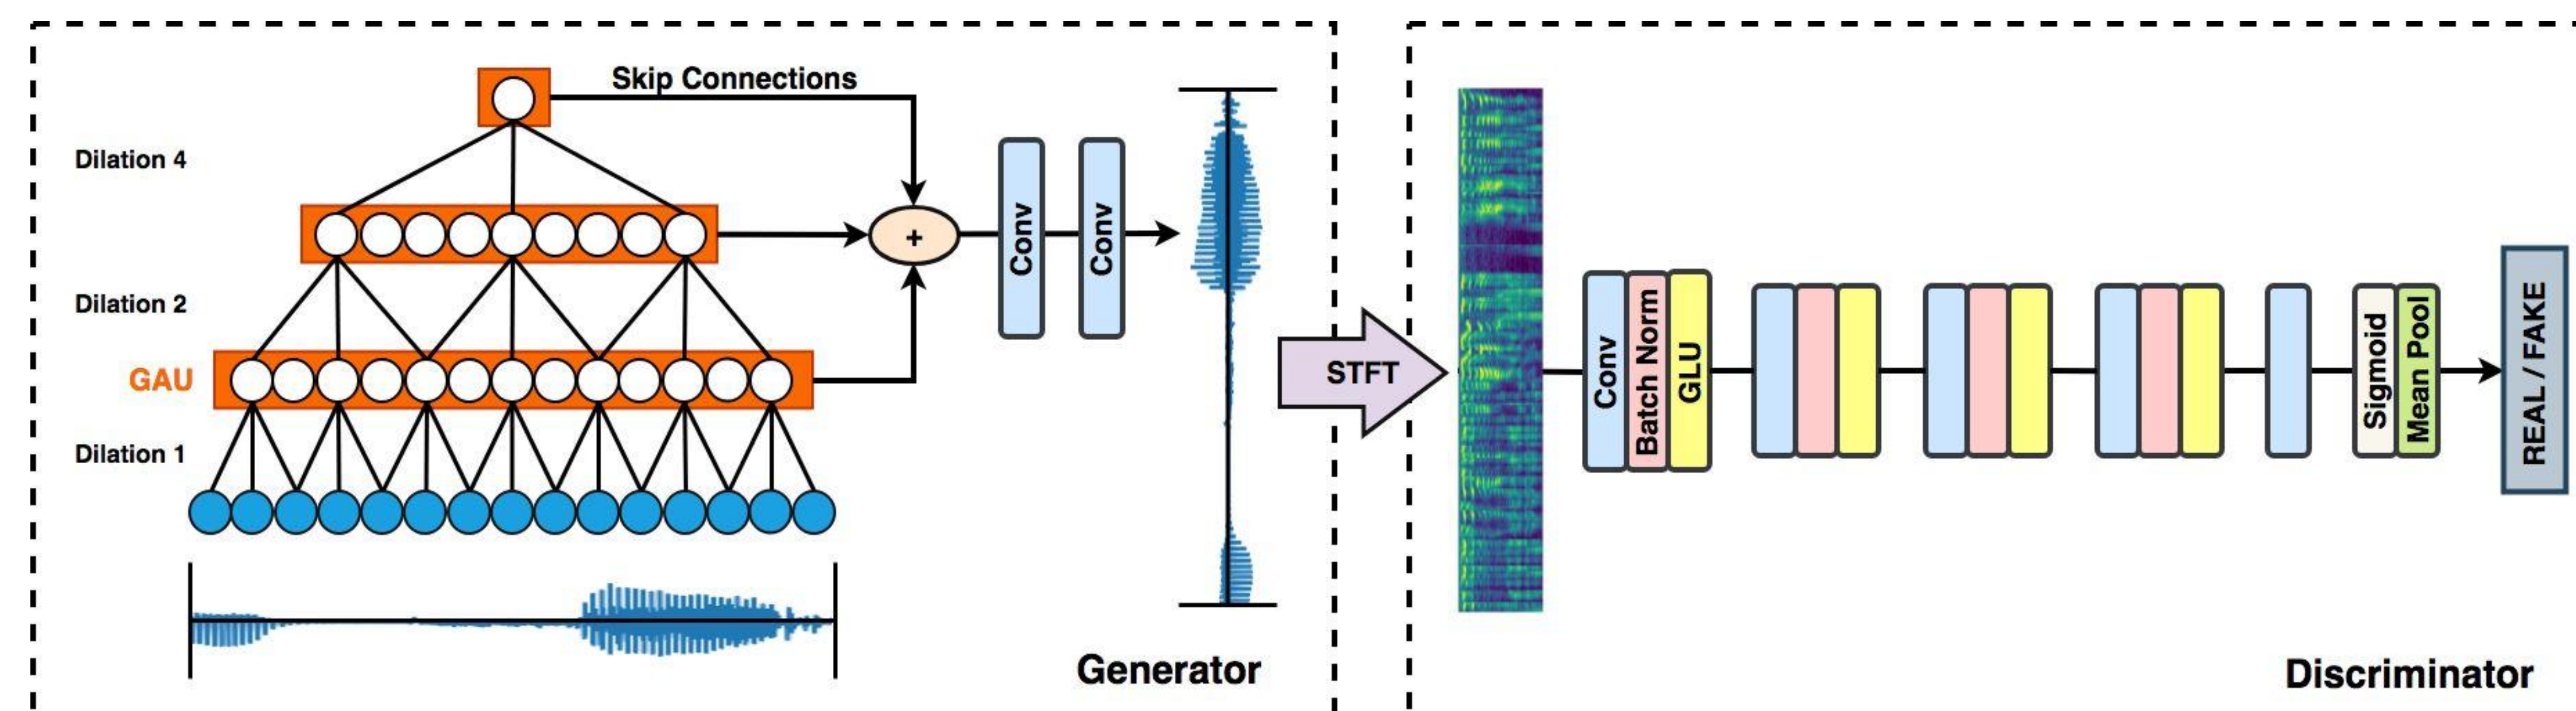 Skip Connections
Dilation 4
+
Conv
Conv
Dilation 2
GAU
Dilation 1
Generator
STFT
Conv
Batch Norm
GLU
Sigmoid
Mean Pool
REAL / FAKE
Discriminator